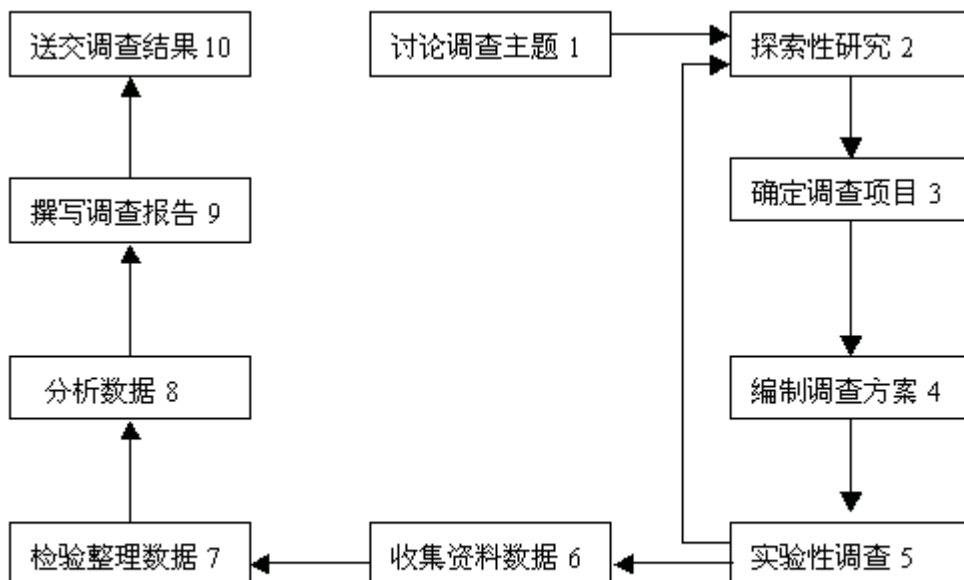 送交调查结果 10
讨论调查主题 1
探索性研究 2
撰写调查报告 9
确定调查项目 3
分析数据 8
编制调查方案 4
检验整理数据 7
收集资料数据 6
实验性调查 5